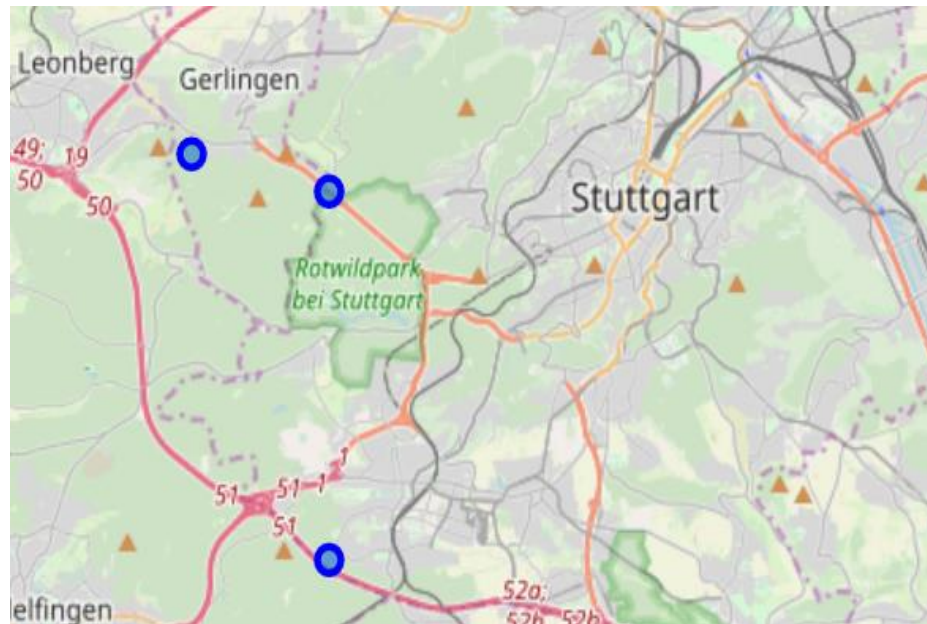 Leonberg
Gerlingen
49;
19
50
50
Stuttgart
Rotwildpark
bei Stuttgart
1
51
51
1
51
elfingen
52a;
52b
52b